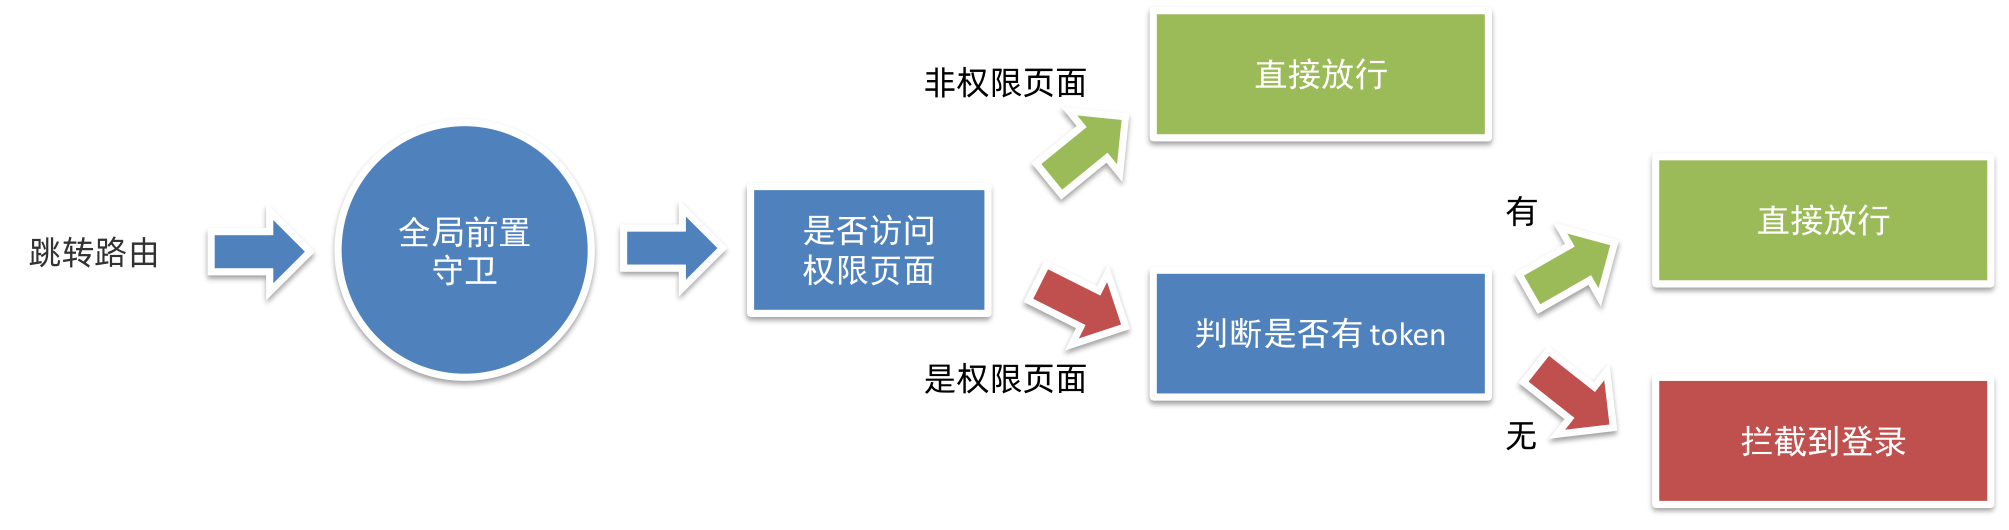 跳转路由
全局前置
守卫
是否访问
权限页面
非权限页面
直接放行
是权限页面
判断是否有 token
有
直接放行
无
拦截到登录